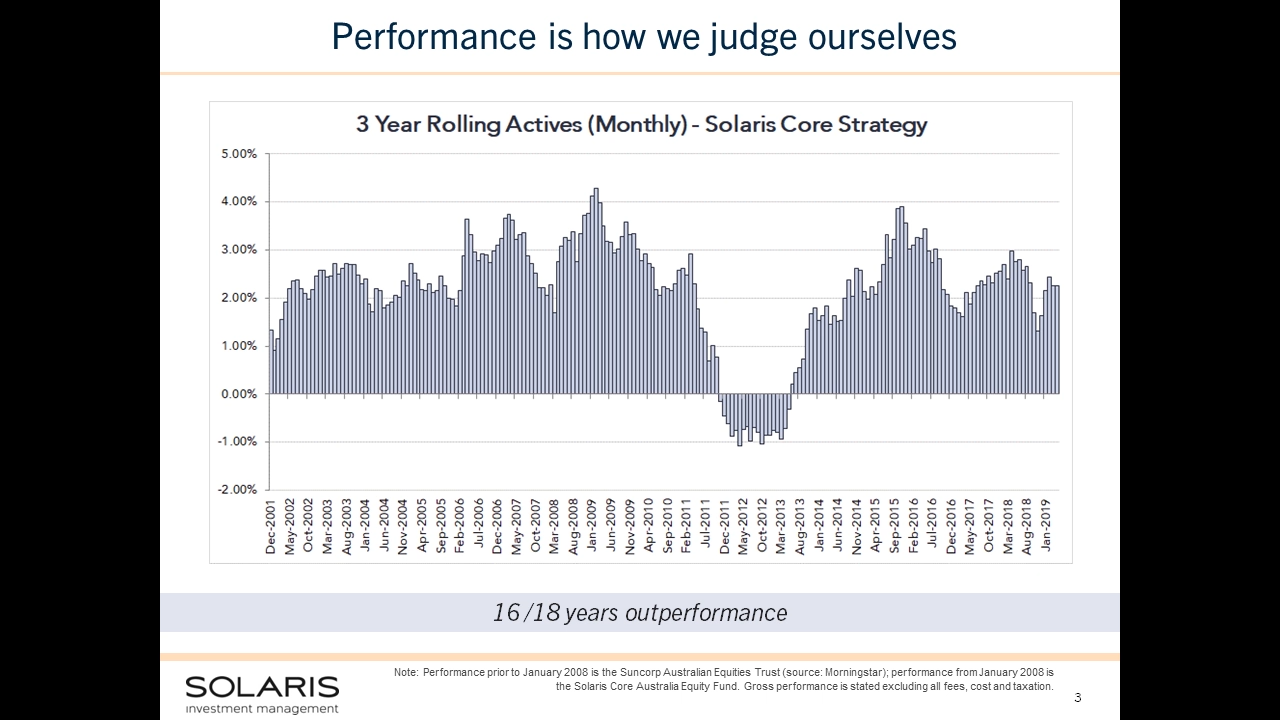 Performance is how we judge ourselves
3 Year Rolling Actives (Monthly) - Solaris Core Strategy
5.00%
4.00%
3.00%
2.00%
1.00%
0.00%
-1.00%
-2.00%
Dec-2001
May-2002
Oct-2002
Mar-2003
Aug-2003
Jan-2004
Jun-2004
Nov-2004
Apr-2005
Sep-2005
Feb-2006
Jul-2006
Dec-2006
May-2007
Oct-2007
Mar-2008
Aug-2008
Jan-2009
Jun-2009
Nov-2009
Apr-2010
Sep-2010
Feb-2011
Jul-2011
Dec-2011
May-2012
Oct-2012
Mar-2013
Aug-2013
Jan-2014
Jun-2014
Nov-2014
Apr-2015
Sep-2015
Feb-2016
Jul-2016
Dec-2016
May-2017
Oct-2017
Mar-2018
Aug-2018
Jan-2019
16 /18 years outperformance
Note: Performance prior to January 2008 is the Suncorp Australian Equities Trust (source: Morningstar); performance from January 2008 is
the Solaris Core Australia Equity Fund. Gross performance is stated excluding all fees, cost and taxation.
SOLARIS
investment management
3